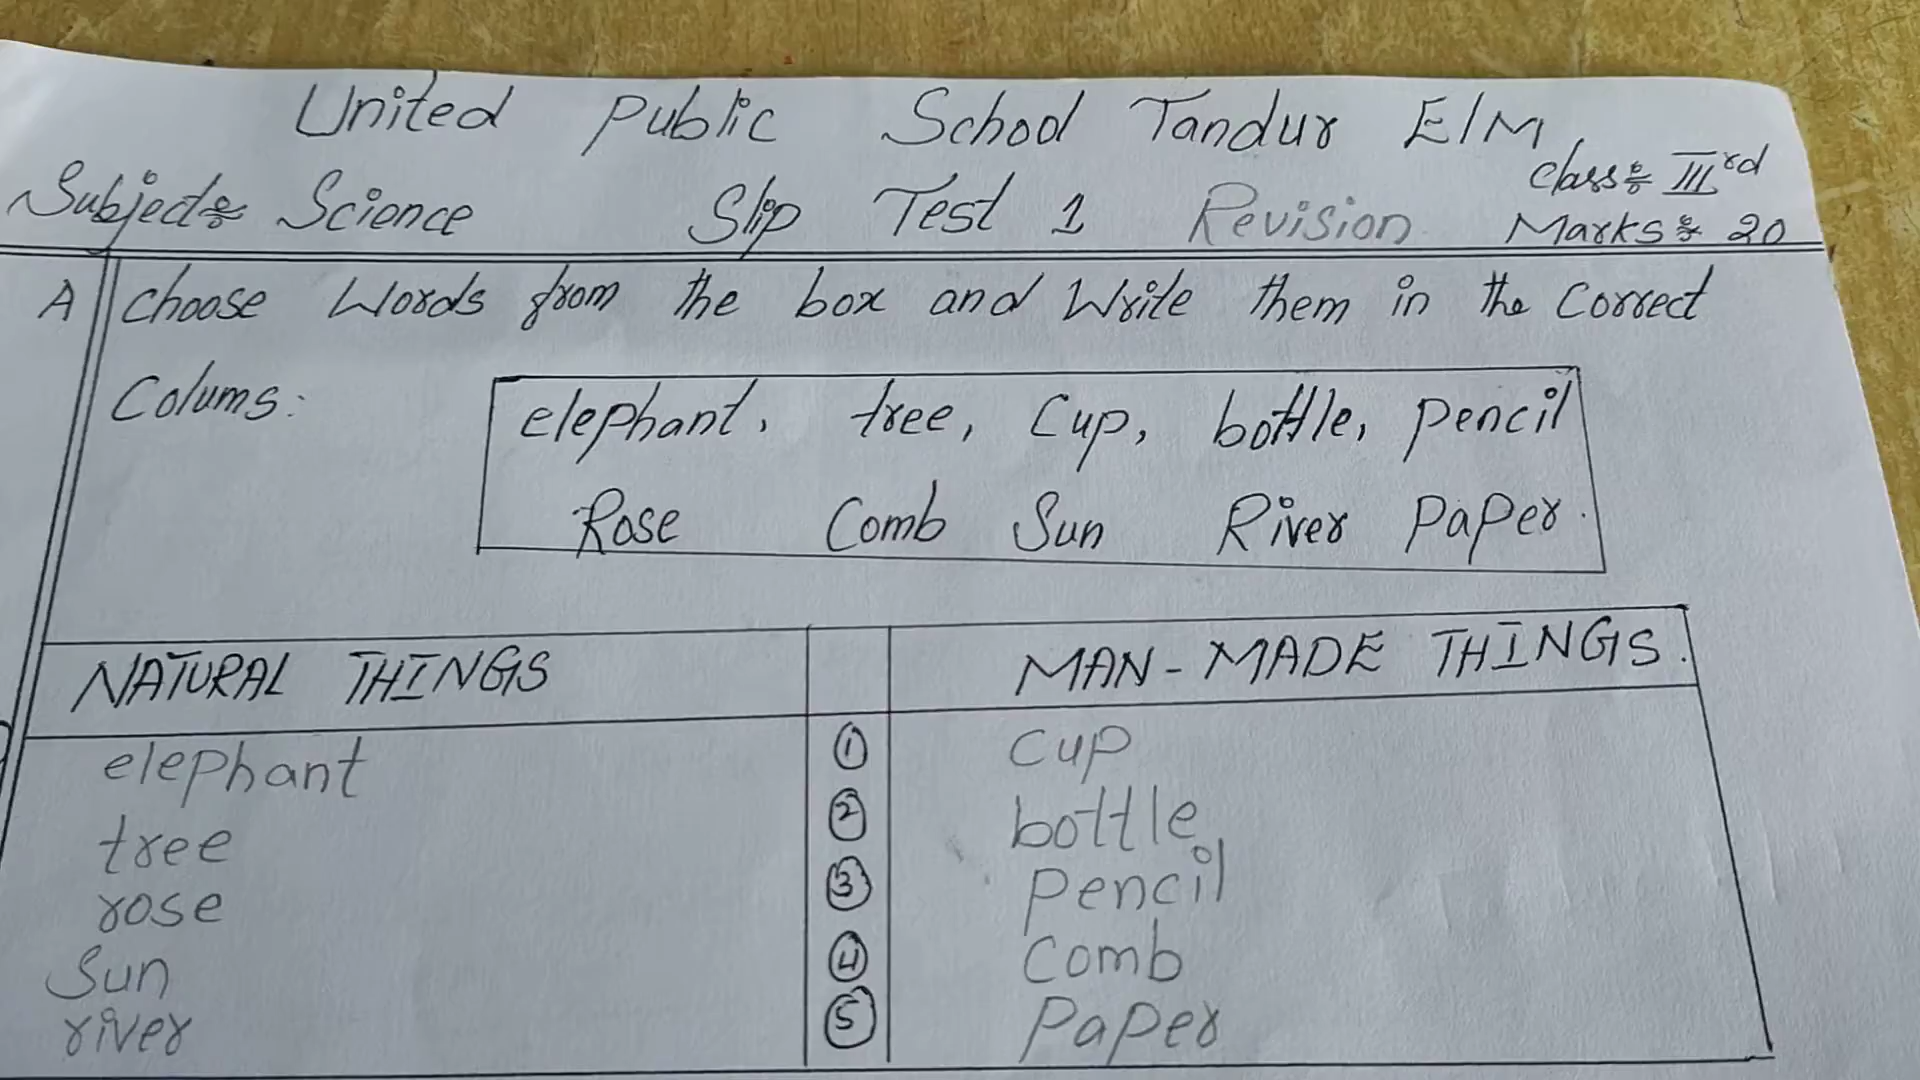 United Public School Tandur E/M
Class: IIIrd
Subject: Science Slip Test 1 Revision Marks: 20
A Choose Words from the box and Write them in the Correct
Colums:
elephant, tree, Cup, bottle, pencil
Rose Comb Sun River Paper.
NATURAL THINGS MAN-MADE THINGS.
elephant ① Cup
tree ② bottle
rose ③ Pencil
Sun ④ Comb
river ⑤ Paper